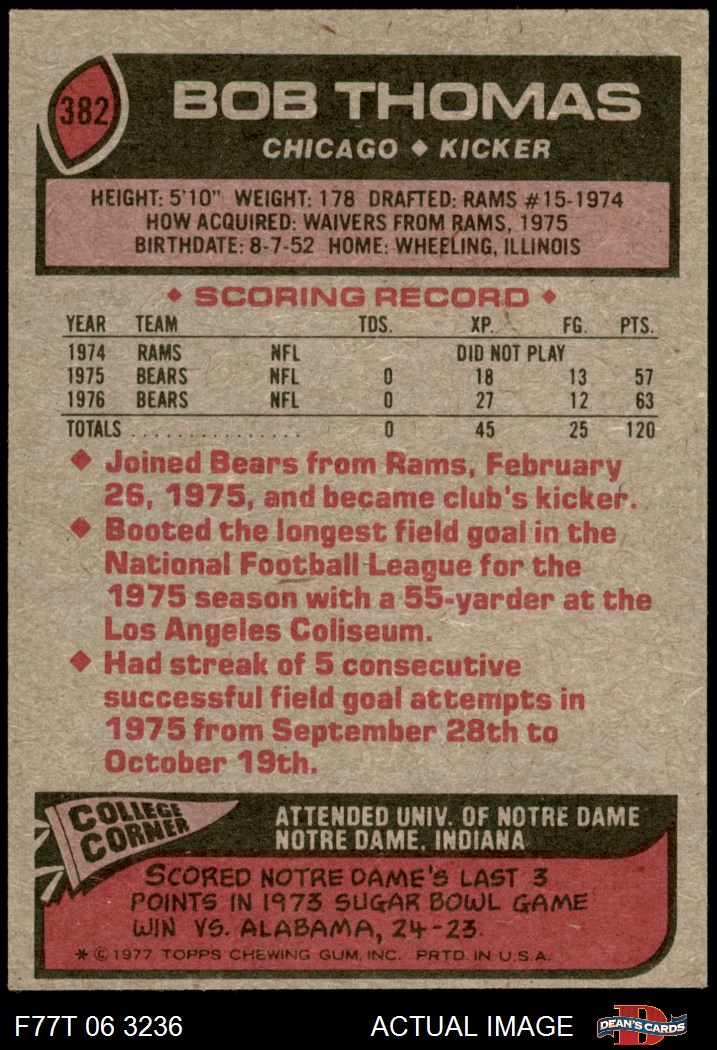 382
BOB THOMAS
CHICAGO ◆ KICKER
HEIGHT: 5'10" WEIGHT: 178 DRAFTED: RAMS #15-1974
HOW ACQUIRED: WAIVERS FROM RAMS, 1975
BIRTHDATE: 8-7-52 HOME: WHEELING, ILLINOIS
◆ SCORING RECORD ◆
YEAR TEAM TDS. XP. FG. PTS.
1974 RAMS NFL DID NOT PLAY
1975 BEARS NFL 0 18 13 57
1976 BEARS NFL 0 27 12 63
TOTALS ................ 0 45 25 120
◆ Joined Bears from Rams, February
26, 1975, and became club's kicker.
◆ Booted the longest field goal in the
National Football League for the
1975 season with a 55-yarder at the
Los Angeles Coliseum.
◆ Had streak of 5 consecutive
successful field goal attempts in
1975 from September 28th to
October 19th.
COLLEGE
CORNER
ATTENDED UNIV. OF NOTRE DAME
NOTRE DAME, INDIANA
SCORED NOTRE DAME'S LAST 3
POINTS IN 1973 SUGAR BOWL GAME
WIN VS. ALABAMA, 24-23.
* © 1977 TOPPS CHEWING GUM, INC. PRTD. IN U.S.A.
F77T 06 3236 ACTUAL IMAGE DEAN'S CARDS